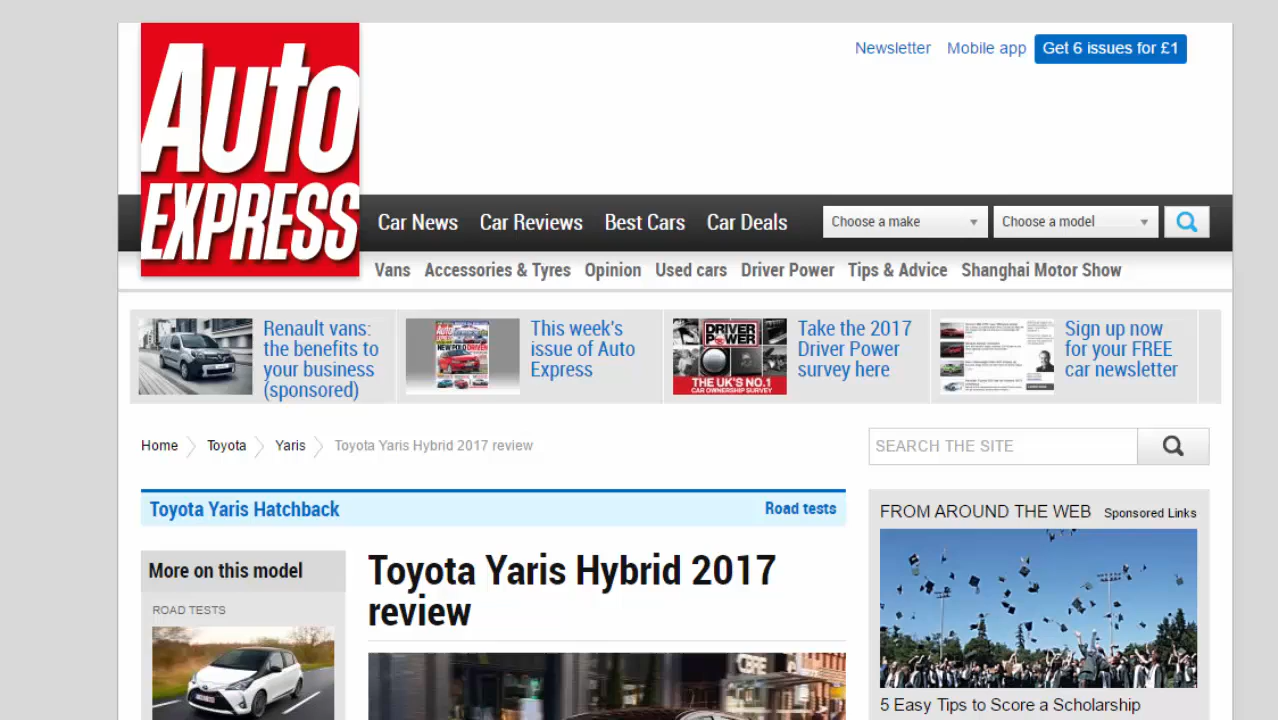 Auto
EXPRESS
Newsletter
Mobile app
Get 6 issues for £1
Car News
Car Reviews
Best Cars
Car Deals
Choose a make
Choose a model
Vans
Accessories & Tyres
Opinion
Used cars
Driver Power
Tips & Advice
Shanghai Motor Show
Renault vans:
the benefits to
your business
(sponsored)
This week's
issue of Auto
Express
DRIVER
POWER
THE UK'S NO.1
CAR OWNERSHIP SURVEY
Take the 2017
Driver Power
survey here
Sign up now
for your FREE
car newsletter
Home
Toyota
Yaris
Toyota Yaris Hybrid 2017 review
SEARCH THE SITE
Toyota Yaris Hatchback
Road tests
More on this model
ROAD TESTS
Toyota Yaris Hybrid 2017
review
CBRE
FROM AROUND THE WEB
Sponsored Links
5 Easy Tips to Score a Scholarship